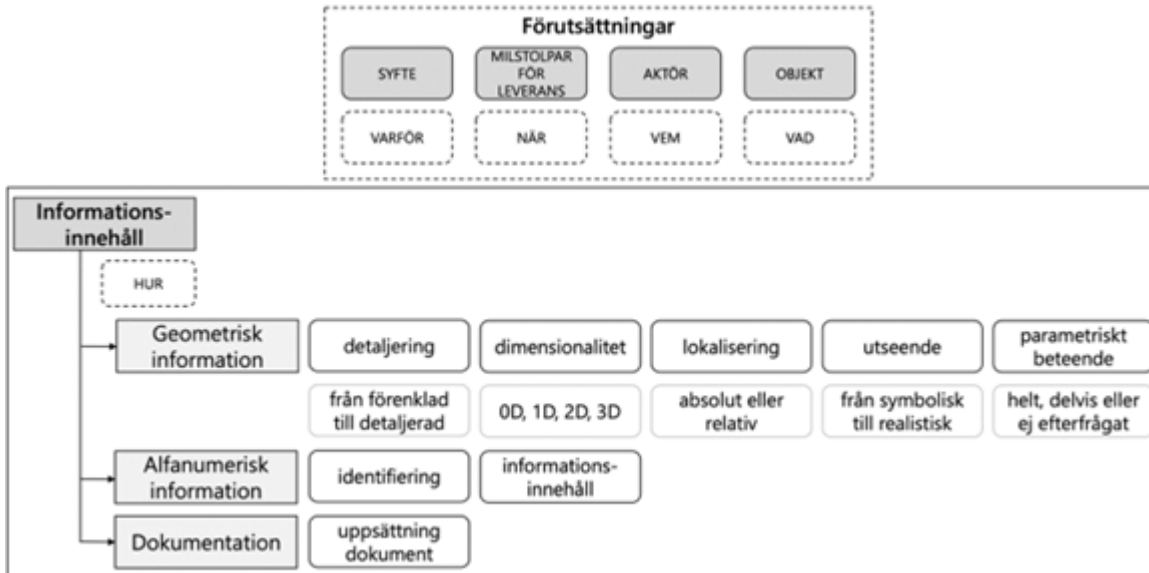 Förutsättningar
SYFTE
MILSTOLPAR
FÖR
LEVERANS
AKTÖR
OBJEKT
VARFÖR
NÄR
VEM
VAD
Informations-
innehåll
HUR
Geometrisk
information
detaljering
dimensionalitet
lokalisering
utseende
parametriskt
beteende
från förenklad
till detaljerad
0D, 1D, 2D, 3D
absolut eller
relativ
från symbolisk
till realistisk
helt, delvis eller
ej efterfrågat
Alfanumerisk
information
identifiering
informations-
innehåll
Dokumentation
uppsättning
dokument